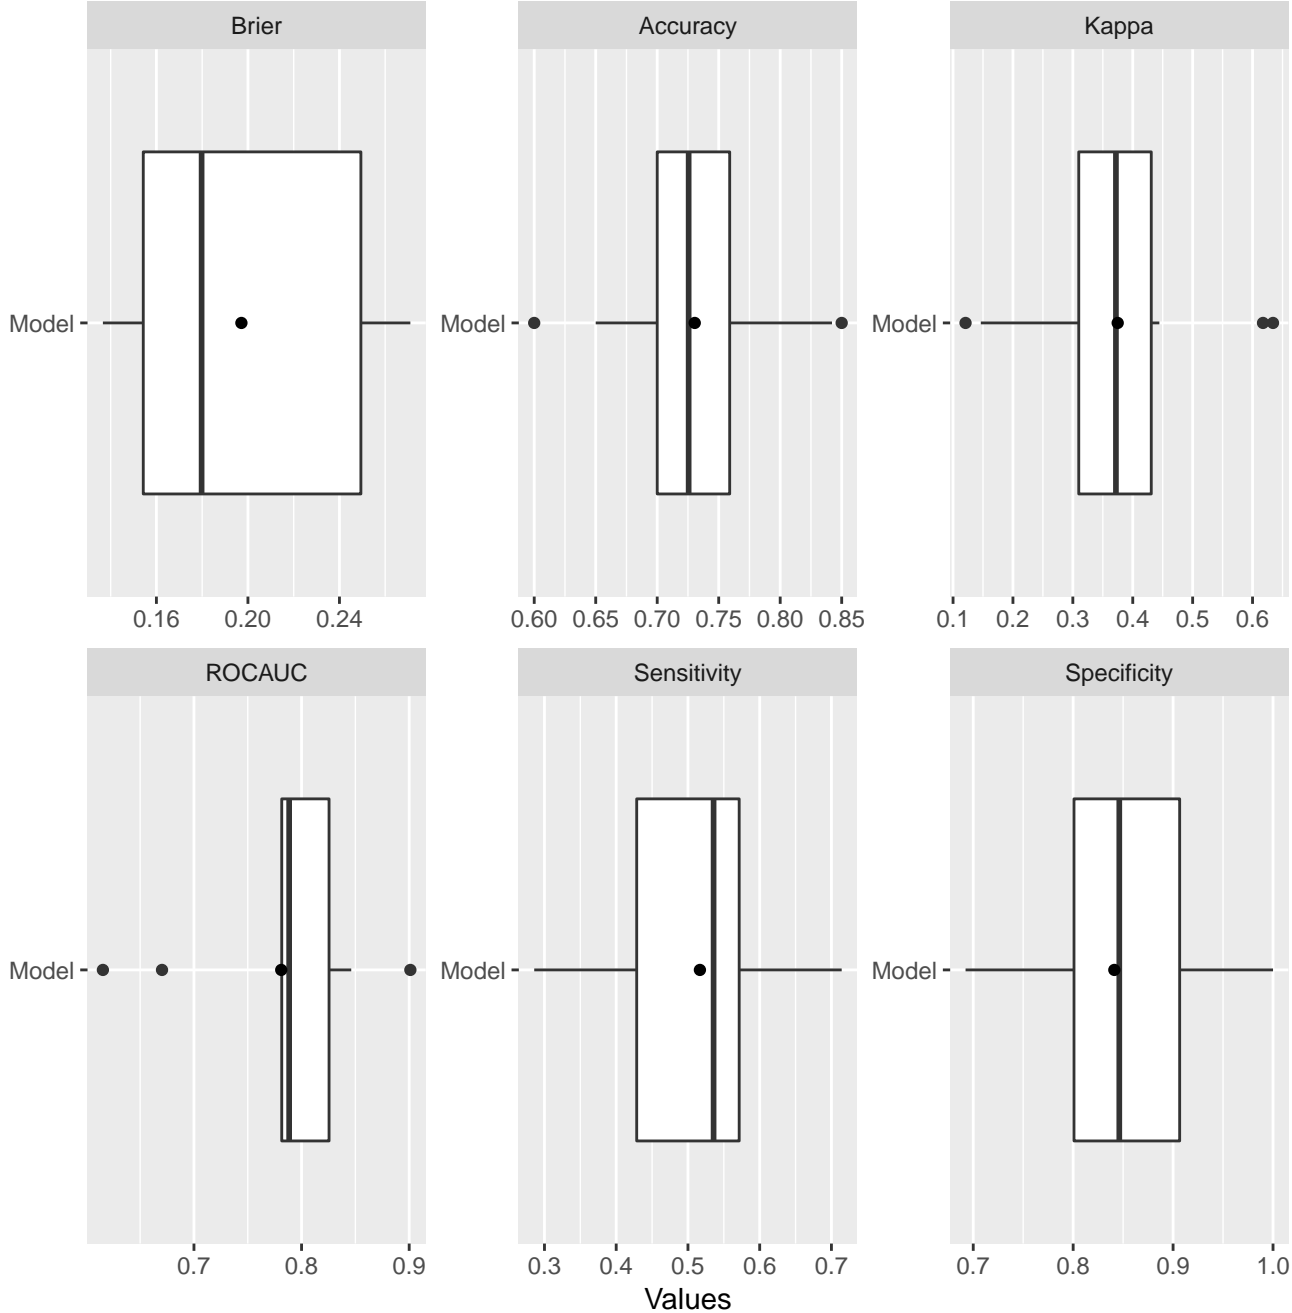 Brier Accuracy Kappa
Model Model Model
0.16 0.20 0.24 0.60 0.65 0.70 0.75 0.80 0.85 0.1 0.2 0.3 0.4 0.5 0.6
ROCAUC Sensitivity Specificity
Model Model Model
0.7 0.8 0.9 0.3 0.4 0.5 0.6 0.7 0.7 0.8 0.9 1.0
Values